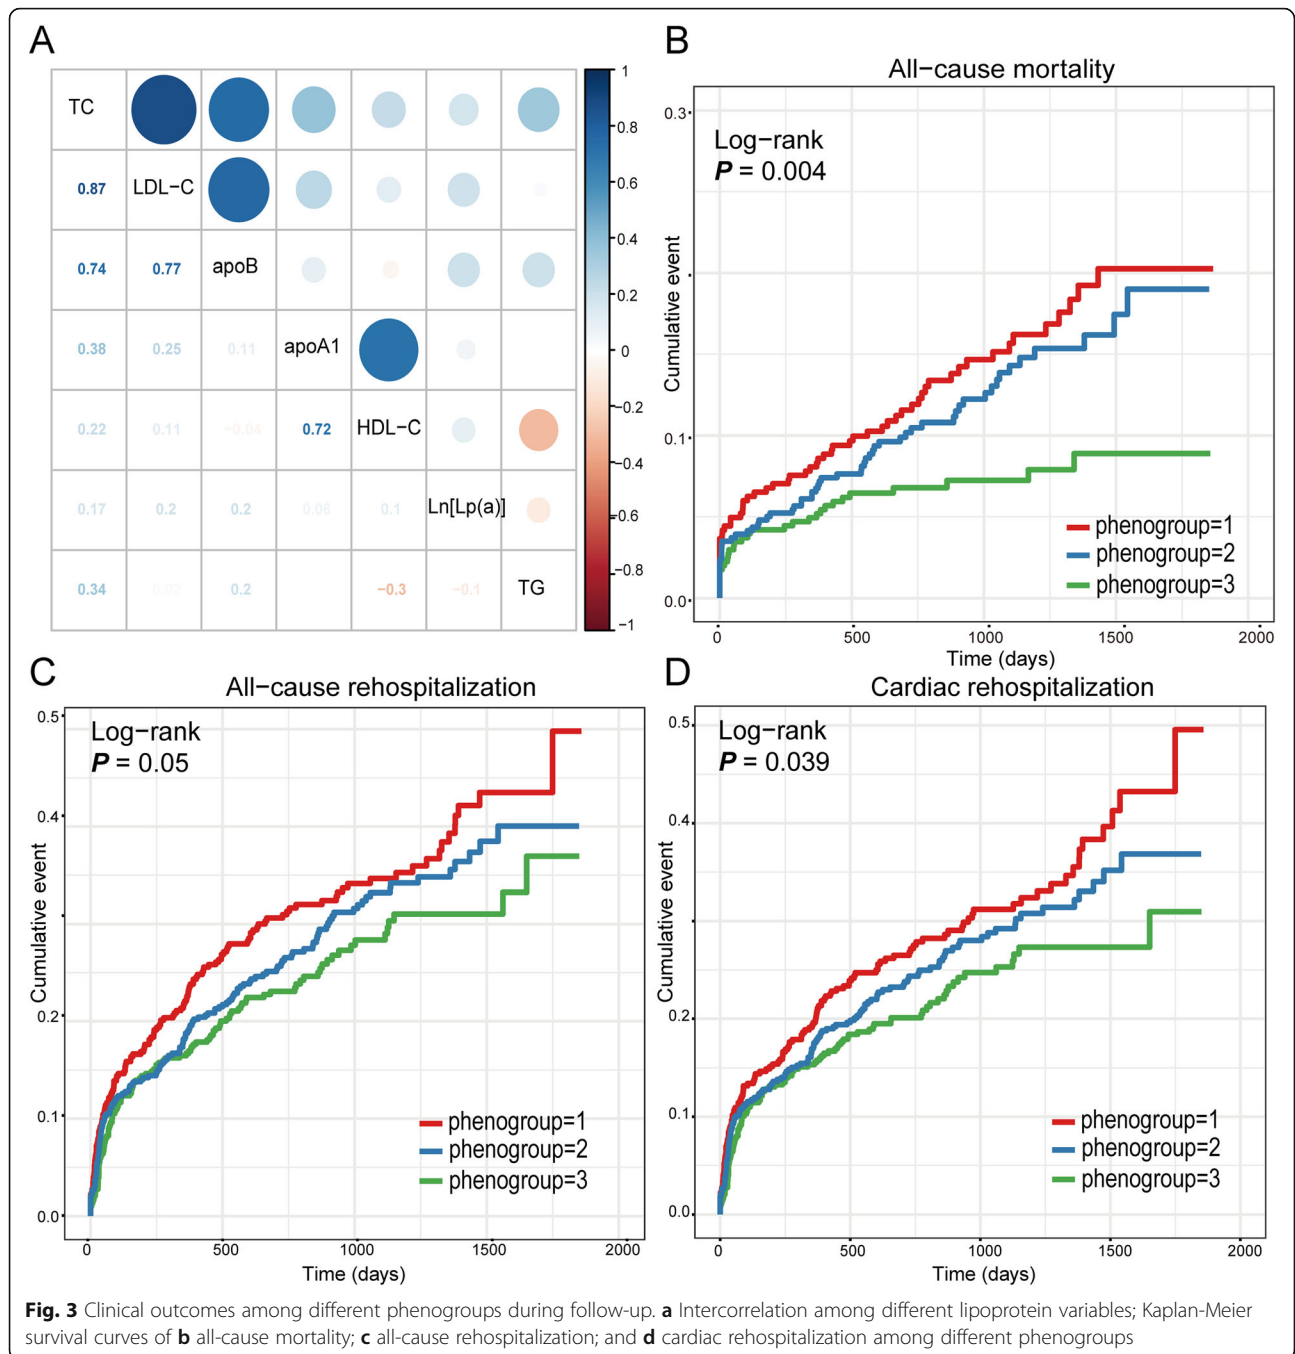 A
TC
0.87 LDL−C
0.74 0.77 apoB
0.38 0.25 0.11 apoA1
0.22 0.11 −0.04 0.72 HDL−C
0.17 0.2 0.2 0.06 0.1 Ln[Lp(a)]
0.34 0.02 0.2 −0.3 −0.1 TG
1
0.8
0.6
0.4
0.2
0
−0.2
−0.4
−0.6
−0.8
−1
B
All−cause mortality
Log−rank
P = 0.004
Cumulative event
0.3
0.1
0.0
phenogroup=1
phenogroup=2
phenogroup=3
0 500 1000 1500 2000
Time (days)
C
All−cause rehospitalization
Log−rank
P = 0.05
Cumulative event
0.5
0.4
0.2
0.1
0.0
phenogroup=1
phenogroup=2
phenogroup=3
0 500 1000 1500 2000
Time (days)
D
Cardiac rehospitalization
Log−rank
P = 0.039
Cumulative event
0.5
0.4
0.2
0.1
0.0
phenogroup=1
phenogroup=2
phenogroup=3
0 500 1000 1500 2000
Time (days)
Fig. 3 Clinical outcomes among different phenogroups during follow-up. a Intercorrelation among different lipoprotein variables; Kaplan-Meier
survival curves of b all-cause mortality; c all-cause rehospitalization; and d cardiac rehospitalization among different phenogroups